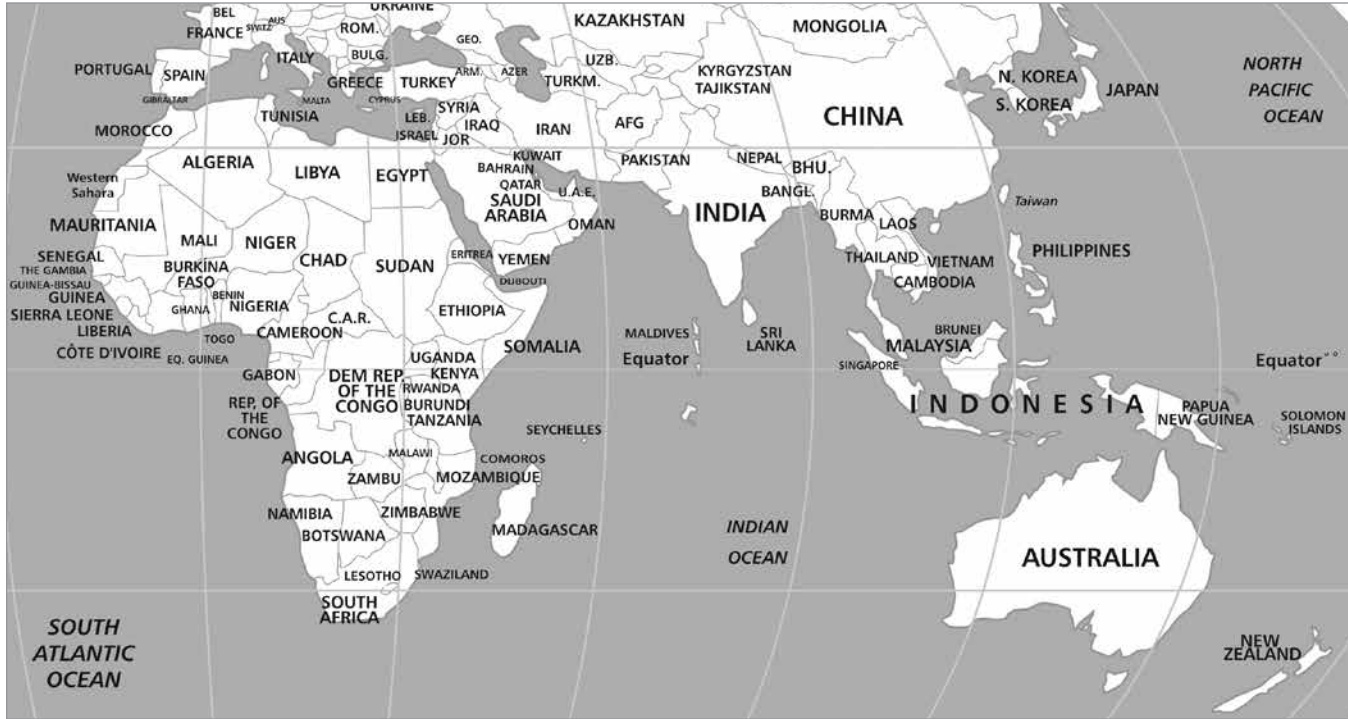 UKRAINE
BEL
AUS
KAZAKHSTAN
MONGOLIA
FRANCE
SWITZ
ROM.
GEO.
ITALY
BULG.
UZB.
NORTH
PACIFIC
OCEAN
PORTUGAL
SPAIN
GREECE
TURKEY
ARM.
AZER
TURKM.
KYRGYZSTAN
TAJIKSTAN
N. KOREA
JAPAN
GIBRALTAR
MALTA
CYPRUS
SYRIA
S. KOREA
TUNISIA
LEB.
IRAQ
IRAN
AFG
CHINA
MOROCCO
ISRAEL
JOR
ALGERIA
LIBYA
EGYPT
KUWAIT
BAHRAIN
QATAR
U.A.E.
PAKISTAN
NEPAL
BHU.
BANGL.
Western
Sahara
SAUDI
ARABIA
OMAN
INDIA
BURMA
LAOS
Taiwan
MAURITANIA
MALI
NIGER
CHAD
SUDAN
ERITREA
YEMEN
THAILAND
VIETNAM
CAMBODIA
PHILIPPINES
SENEGAL
THE GAMBIA
GUINEA-BISSAU
GUINEA
SIERRA LEONE
LIBERIA
CÔTE D'IVOIRE
BURKINA
FASO
BENIN
GHANA
NIGERIA
TOGO
EQ. GUINEA
CAMEROON
C.A.R.
DUBOUTI
ETHIOPIA
SOMALIA
MALDIVES
SRI
LANKA
BRUNEI
MALAYSIA
SINGAPORE
Equator
Equator°°
GABON
REP, OF
THE
CONGO
DEM REP.
OF THE
CONGO
UGANDA
KENYA
RWANDA
BURUNDI
TANZANIA
SEYCHELLES
INDONESIA
PAPUA
NEW GUINEA
SOLOMON
ISLANDS
ANGOLA
MALAWI
COMOROS
ZAMBU
MOZAMBIQUE
NAMIBIA
ZIMBABWE
BOTSWANA
MADAGASCAR
INDIAN
OCEAN
AUSTRALIA
LESOTHO
SWAZILAND
SOUTH
AFRICA
SOUTH
ATLANTIC
OCEAN
NEW
ZEALAND